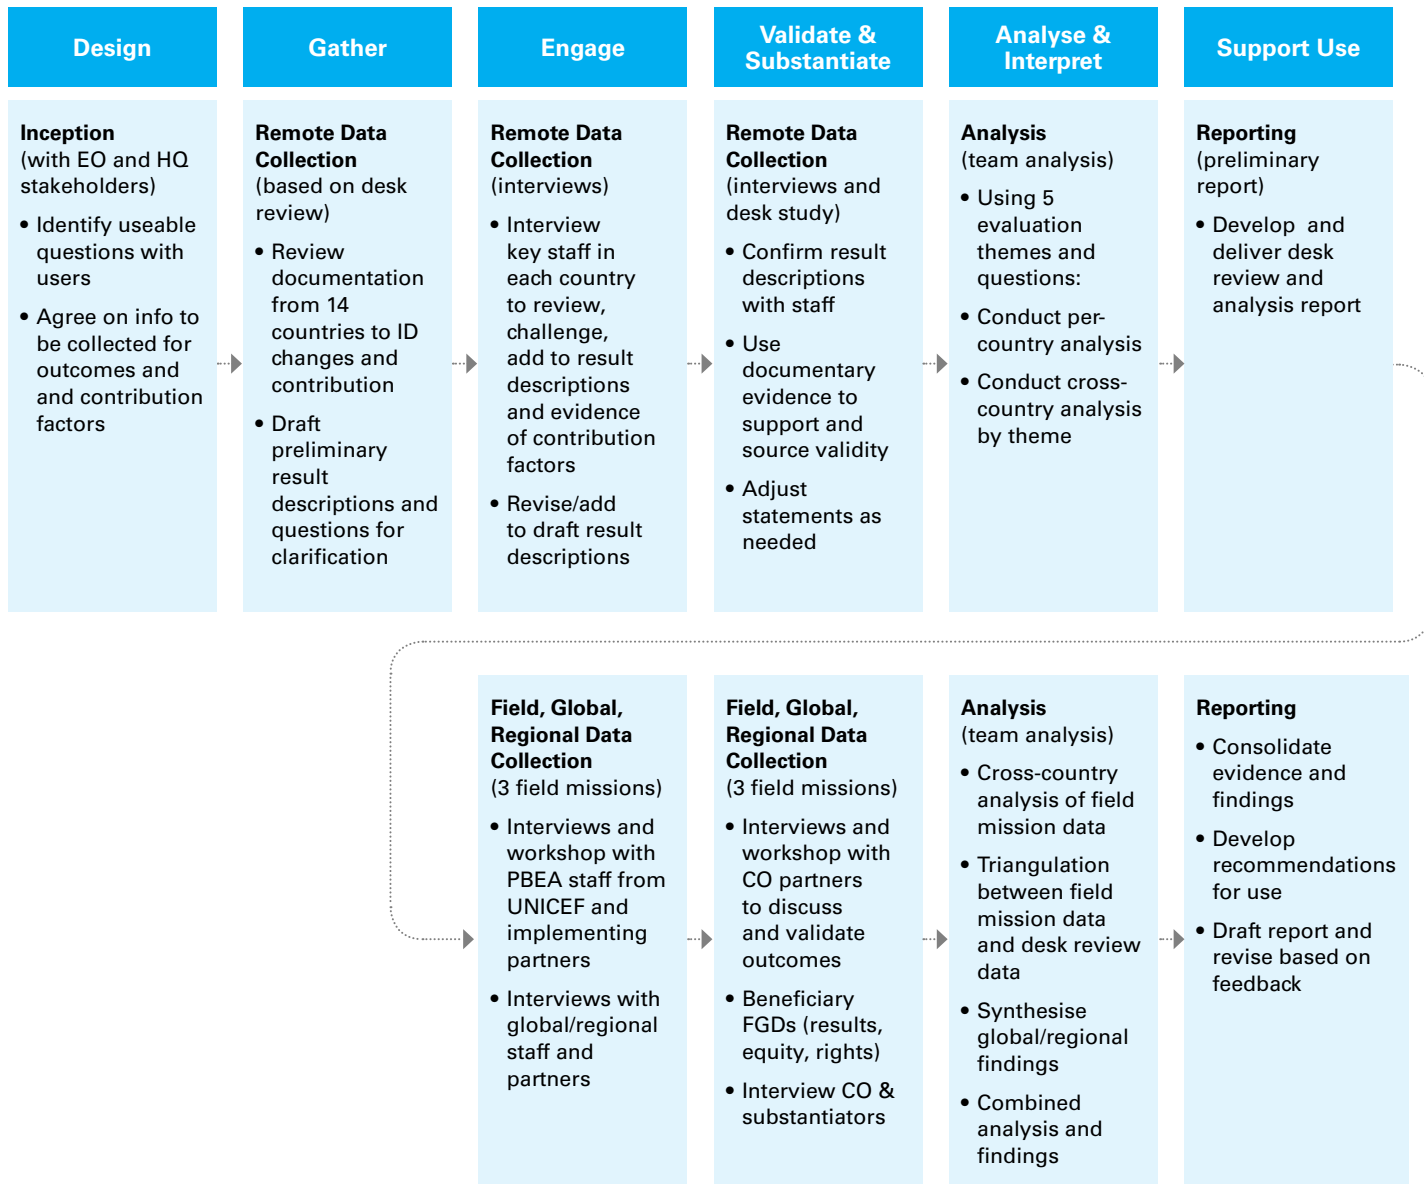 Design
Gather
Engage
Validate &
Substantiate
Analyse &
Interpret
Support Use
Inception
(with EO and HQ
stakeholders)
• Identify useable
questions with
users
• Agree on info to
be collected for
outcomes and
and contribution
factors
Remote Data
Collection
(based on desk
review)
• Review
documentation
from 14
countries to ID
changes and
contribution
• Draft
preliminary
result
descriptions and
questions for
clarification
Remote Data
Collection
(interviews)
• Interview
key staff in
each country
to review,
challenge,
add to result
descriptions
and evidence
of contribution
factors
• Revise/add
to draft result
descriptions
Remote Data
Collection
(interviews and
desk study)
• Confirm result
descriptions
with staff
• Use
documentary
evidence to
support and
source validity
• Adjust
statements as
needed
Analysis
(team analysis)
• Using 5
evaluation
themes and
questions:
• Conduct per-
country analysis
• Conduct cross-
country analysis
by theme
Reporting
(preliminary
report)
• Develop and
deliver desk
review and
analysis report
Field, Global,
Regional Data
Collection
(3 field missions)
• Interviews and
workshop with
PBEA staff from
UNICEF and
implementing
partners
• Interviews with
global/regional
staff and
partners
Field, Global,
Regional Data
Collection
(3 field missions)
• Interviews and
workshop with
CO partners
to discuss
and validate
outcomes
• Beneficiary
FGDs (results,
equity, rights)
• Interview CO &
substantiators
Analysis
(team analysis)
• Cross-country
analysis of field
mission data
• Triangulation
between field
mission data
and desk review
data
• Synthesise
global/regional
findings
• Combined
analysis and
findings
Reporting
• Consolidate
evidence and
findings
• Develop
recommendations
for use
• Draft report and
revise based on
feedback